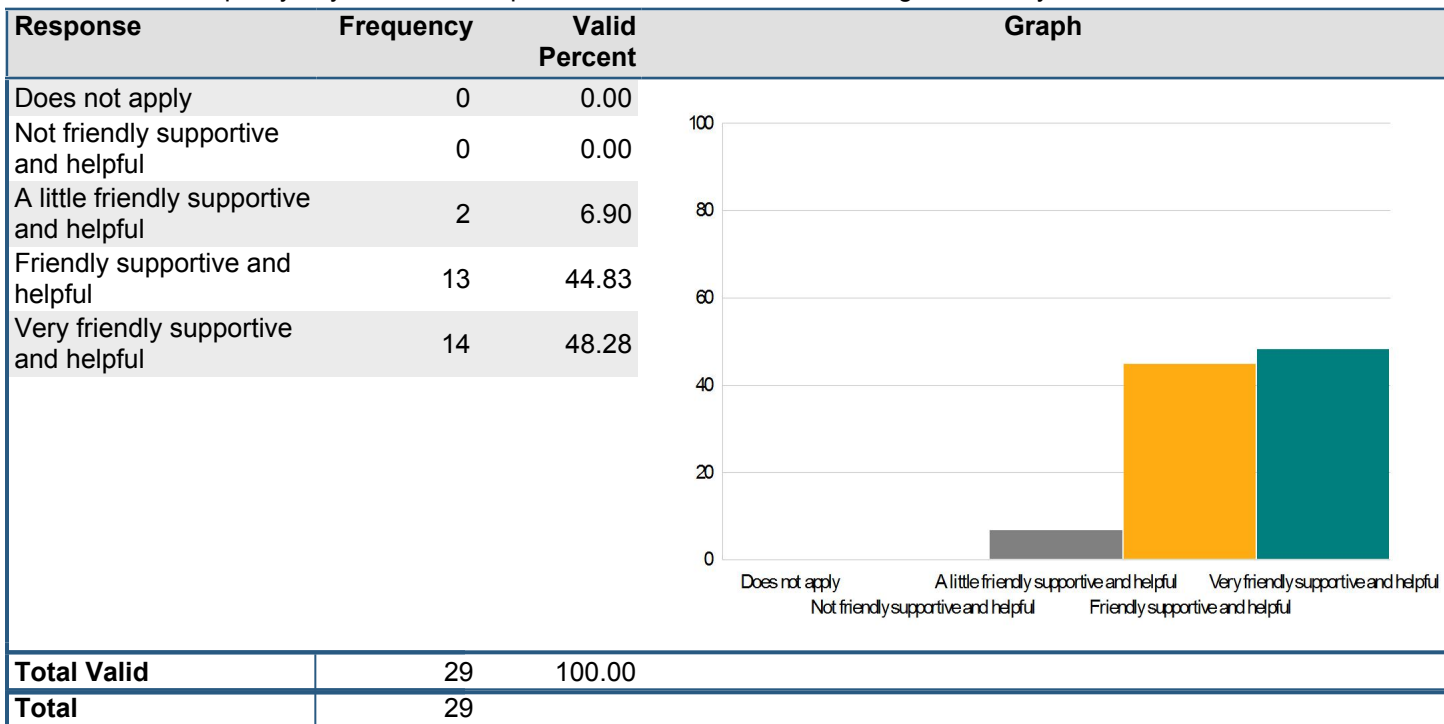 Response Frequency Valid Percent Graph
Does not apply 0 0.00
Not friendly supportive
and helpful 0 0.00
A little friendly supportive
and helpful 2 6.90
Friendly supportive and
helpful 13 44.83
Very friendly supportive
and helpful 14 48.28
100
80
60
40
20
0
Does not apply A little friendly supportive and helpful Very friendly supportive and helpful
Not friendly supportive and helpful Friendly supportive and helpful
Total Valid 29 100.00
Total 29